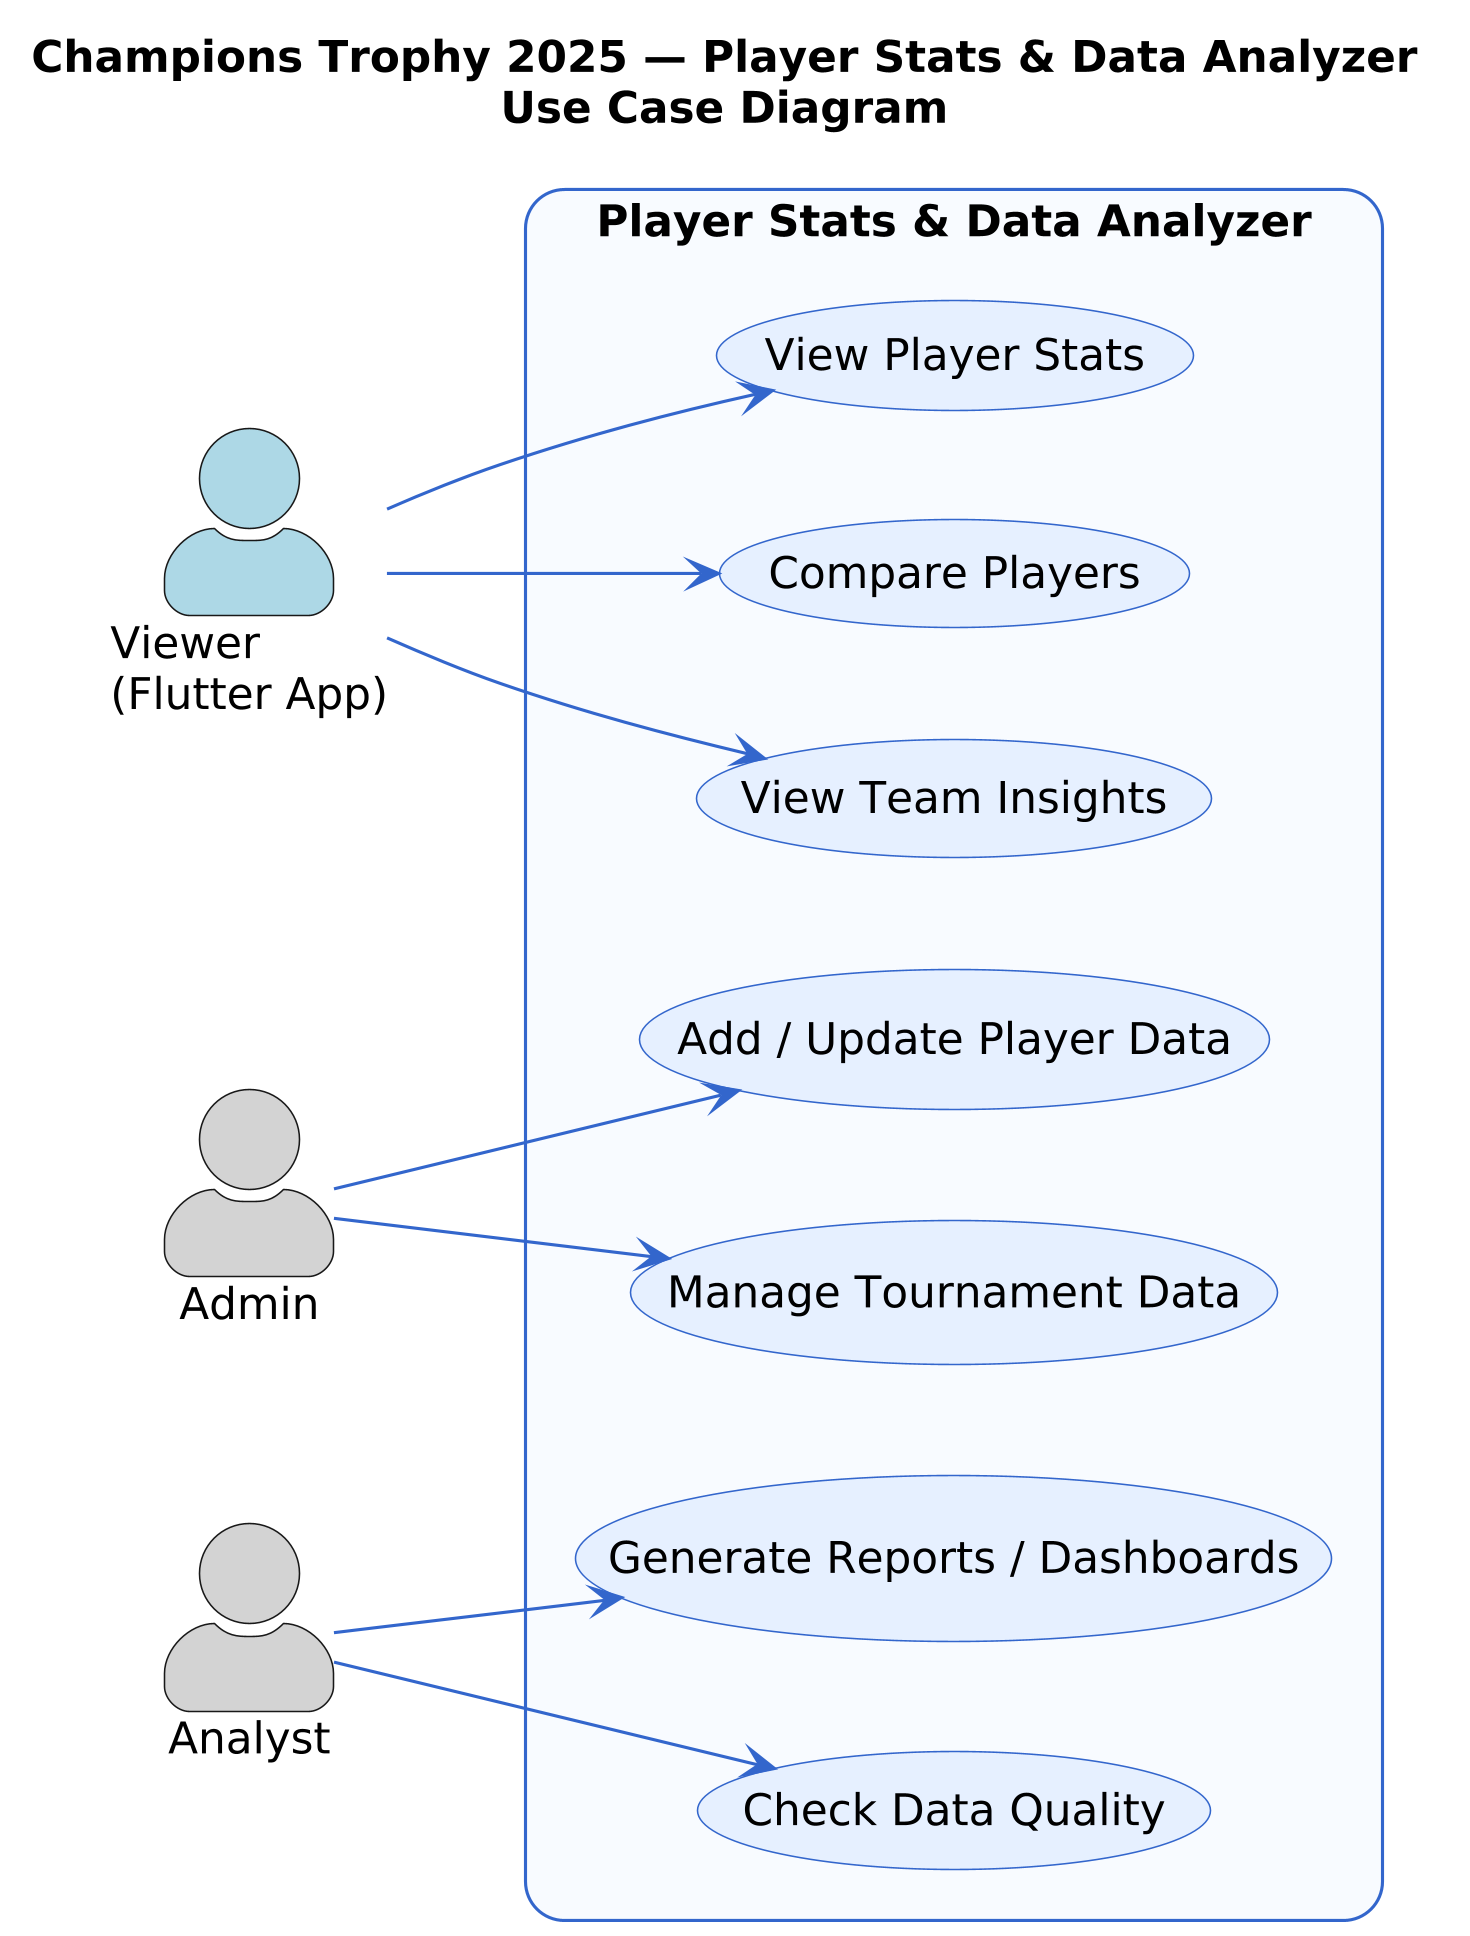 Champions Trophy 2025 — Player Stats & Data Analyzer
Use Case Diagram
Player Stats & Data Analyzer
View Player Stats
Compare Players
Viewer
(Flutter App)
View Team Insights
Add / Update Player Data
Manage Tournament Data
Admin
Generate Reports / Dashboards
Analyst
Check Data Quality